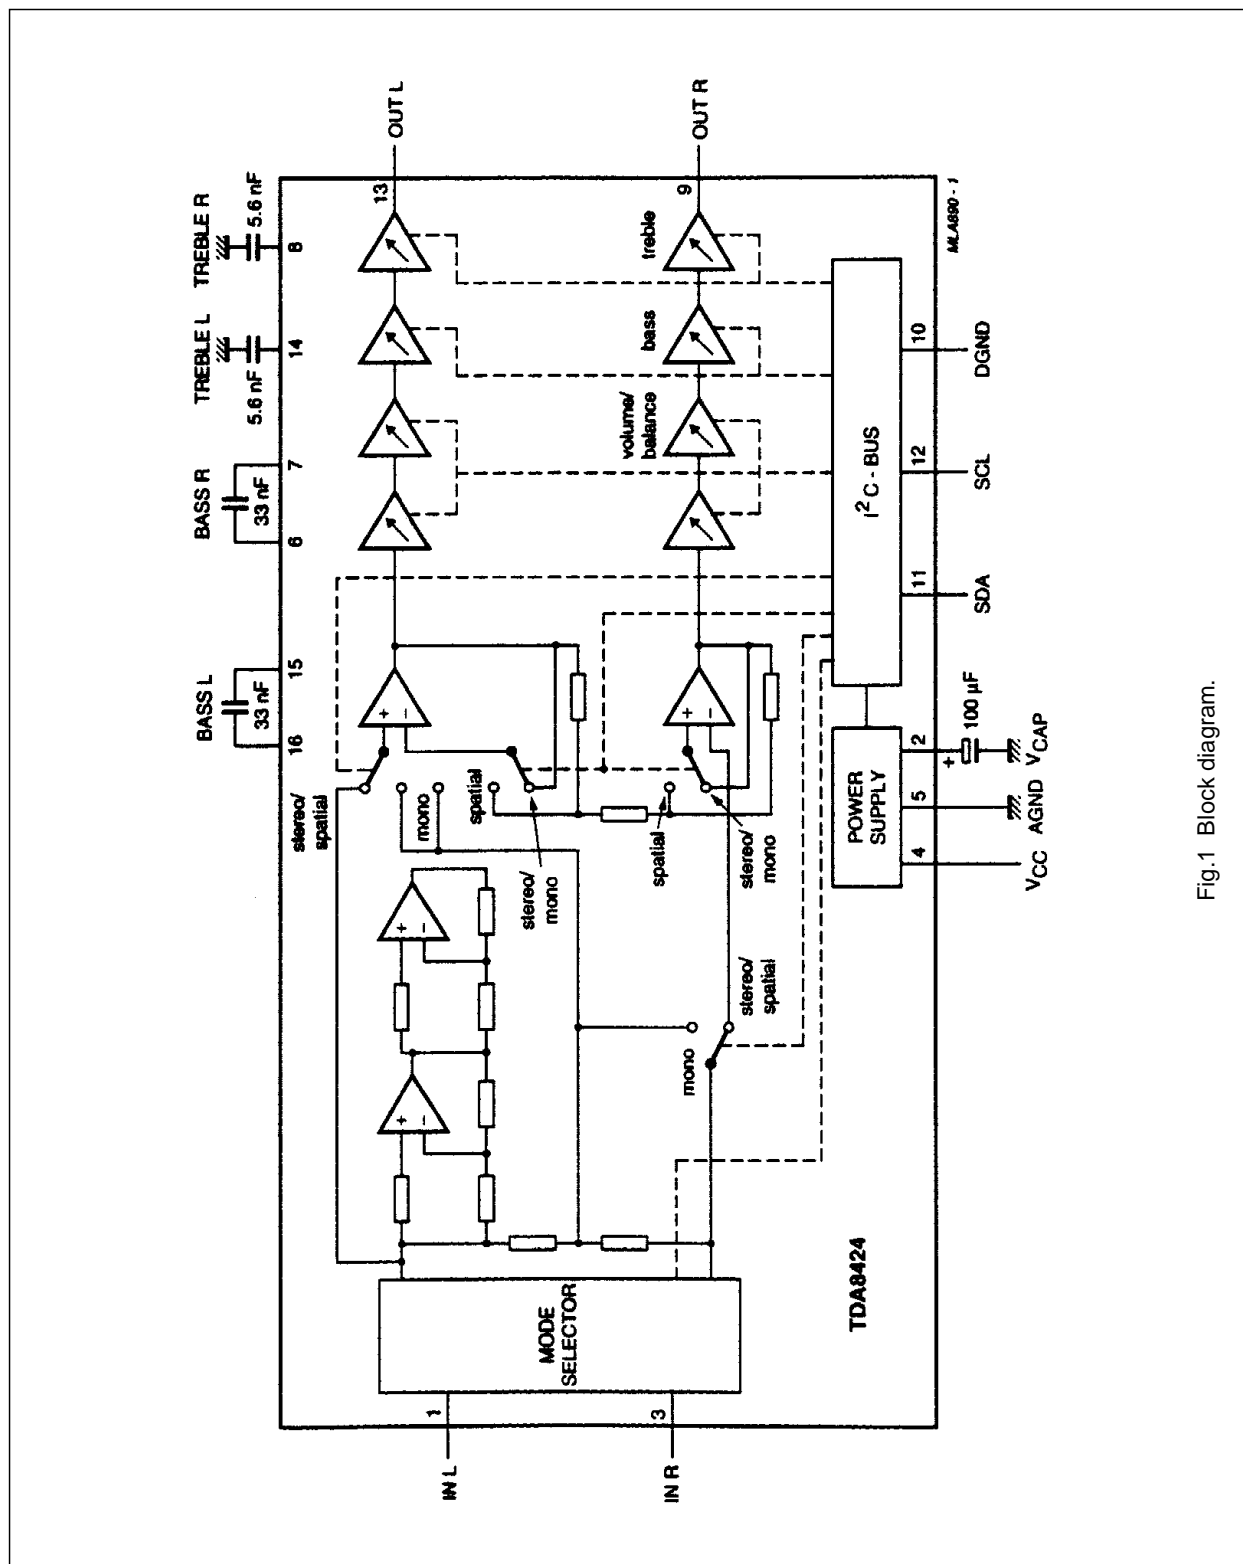 BASS L
33 nF
16
15
BASS R
33 nF
6
7
TREBLE L
5.6 nF
14
TREBLE R
5.6 nF
8
IN L
1
IN R
3
MODE
SELECTOR
+
−
+
−
stereo/
spatial
mono
spatial
stereo/
mono
+
−
13
OUT L
mono
stereo/
spatial
spatial
stereo/
mono
+
−
volume/
balance
bass
treble
9
OUT R
TDA8424
POWER
SUPPLY
I²C - BUS
4
5
2
11
12
10
+
100 µF
VCC
AGND
VCAP
SDA
SCL
DGND
MLA890 - 1
Fig.1 Block diagram.